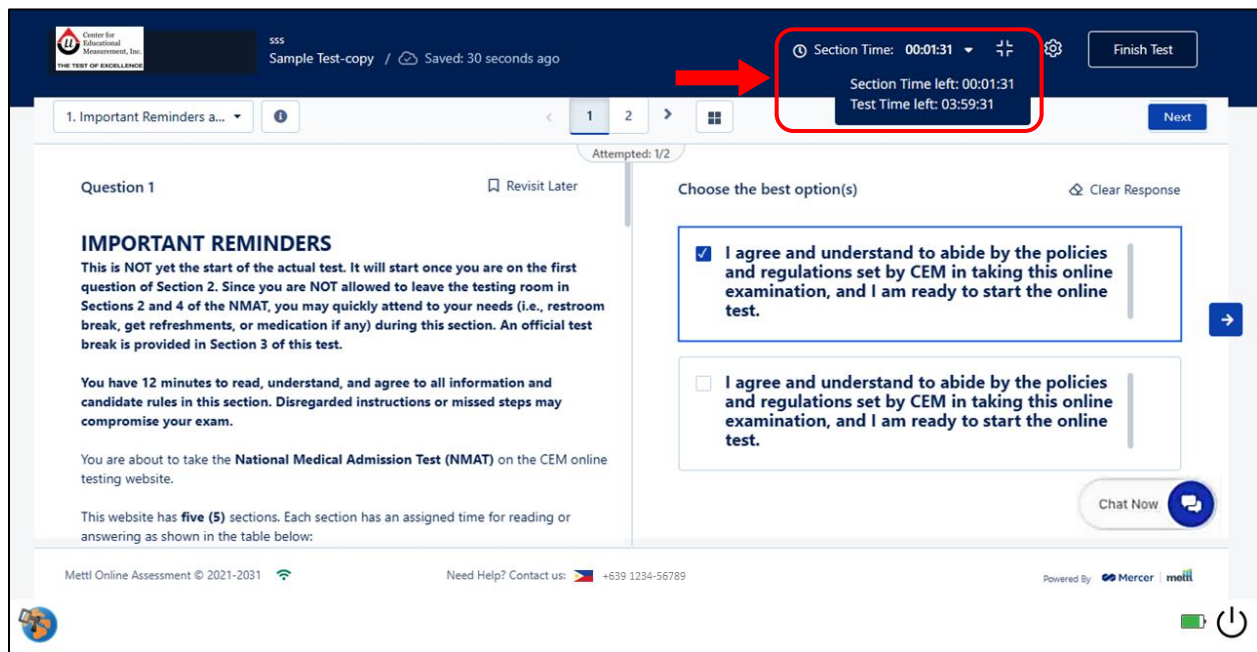 Center for
Educational
Measurement, Inc.
THE TEST OF EXCELLENCE
sss
Sample Test-copy / Saved: 30 seconds ago
Section Time: 00:01:31
Section Time left: 00:01:31
Test Time left: 03:59:31
Finish Test
1. Important Reminders a...
1 2
Next
Attempted: 1/2
Question 1
Revisit Later
IMPORTANT REMINDERS
This is NOT yet the start of the actual test. It will start once you are on the first
question of Section 2. Since you are NOT allowed to leave the testing room in
Sections 2 and 4 of the NMAT, you may quickly attend to your needs (i.e., restroom
break, get refreshments, or medication if any) during this section. An official test
break is provided in Section 3 of this test.
You have 12 minutes to read, understand, and agree to all information and
candidate rules in this section. Disregarded instructions or missed steps may
compromise your exam.
You are about to take the National Medical Admission Test (NMAT) on the CEM online
testing website.
This website has five (5) sections. Each section has an assigned time for reading or
answering as shown in the table below:
Choose the best option(s)
Clear Response
I agree and understand to abide by the policies
and regulations set by CEM in taking this online
examination, and I am ready to start the online
test.
I agree and understand to abide by the policies
and regulations set by CEM in taking this online
examination, and I am ready to start the online
test.
Chat Now
Mettl Online Assessment © 2021-2031
Need Help? Contact us: +639 1234-56789
Powered By Mercer | mettl